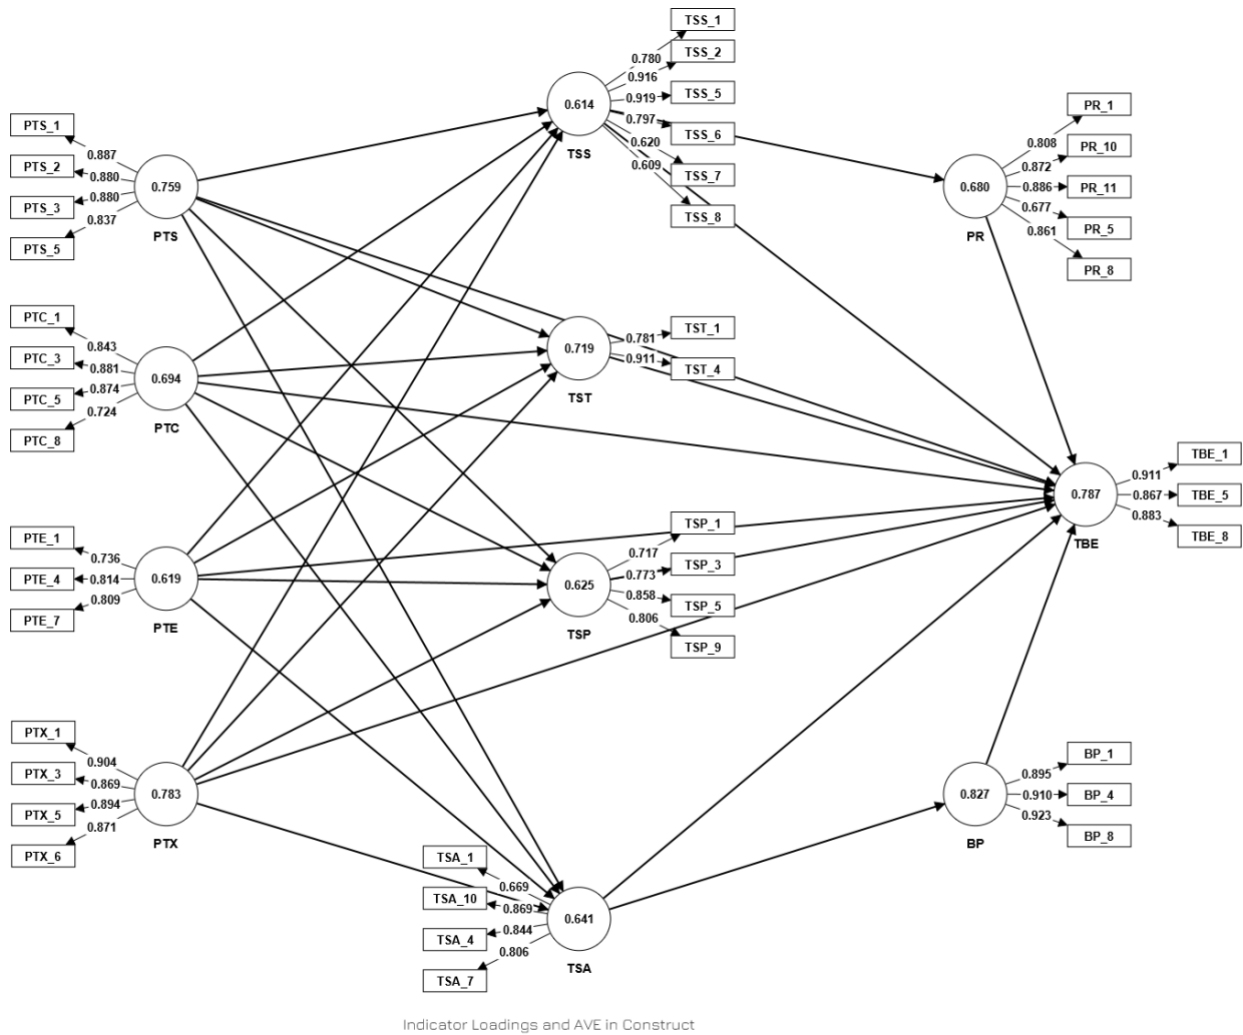 TSS_1
0.780
TSS_2
0.916
TSS_5
0.919
0.797
TSS_6
0.620
TSS_7
0.609
TSS_8
0.614
TSS
PTS_1
0.887
PTS_2
0.880
PTS_3
0.880
0.837
PTS_5
0.759
PTS
PR_1
0.808
PR_10
0.872
0.886
PR_11
0.677
PR_5
0.861
PR_8
0.680
PR
PTC_1
0.843
PTC_3
0.881
0.874
PTC_5
0.724
PTC_8
0.694
PTC
TST_1
0.781
0.911
TST_4
0.719
TST
TBE_1
0.911
0.867
TBE_5
0.883
TBE_8
0.787
TBE
PTE_1
0.736
PTE_4
0.814
0.809
PTE_7
0.619
PTE
TSP_1
0.717
TSP_3
0.773
0.858
TSP_5
0.806
TSP_9
0.625
TSP
PTX_1
0.904
PTX_3
0.869
0.894
PTX_5
0.871
PTX_6
0.783
PTX
BP_1
0.895
0.910
BP_4
0.923
BP_8
0.827
BP
TSA_1
0.669
TSA_10
0.869
0.844
TSA_4
0.806
TSA_7
0.641
TSA
Indicator Loadings and AVE in Construct